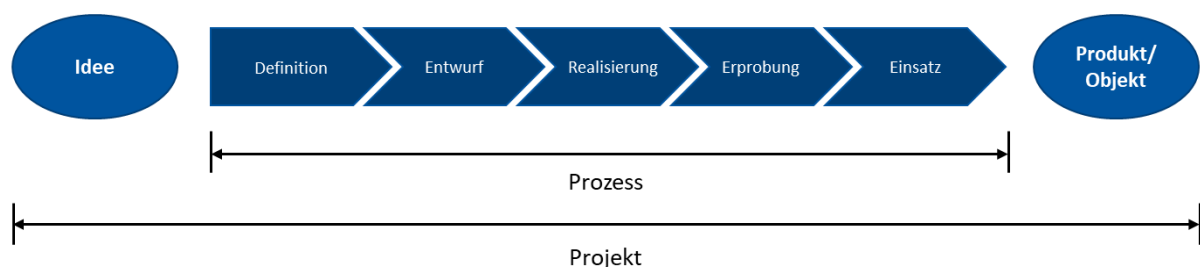 Idee
Definition
Entwurf
Realisierung
Erprobung
Einsatz
Produkt/
Objekt
Prozess
Projekt